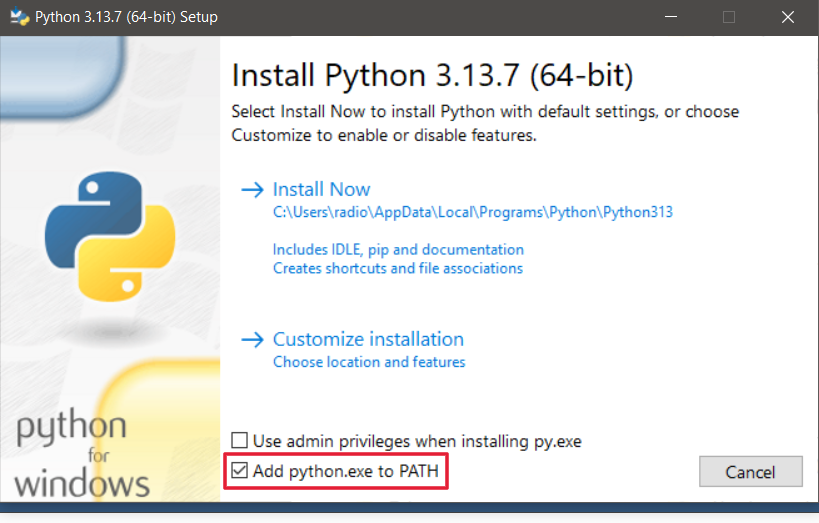 Python 3.13.7 (64-bit) Setup
Install Python 3.13.7 (64-bit)
Select Install Now to install Python with default settings, or choose
Customize to enable or disable features.
Install Now
C:\Users\radio\AppData\Local\Programs\Python\Python313
Includes IDLE, pip and documentation
Creates shortcuts and file associations
Customize installation
Choose location and features
Use admin privileges when installing py.exe
Add python.exe to PATH
Cancel
python
for
windows